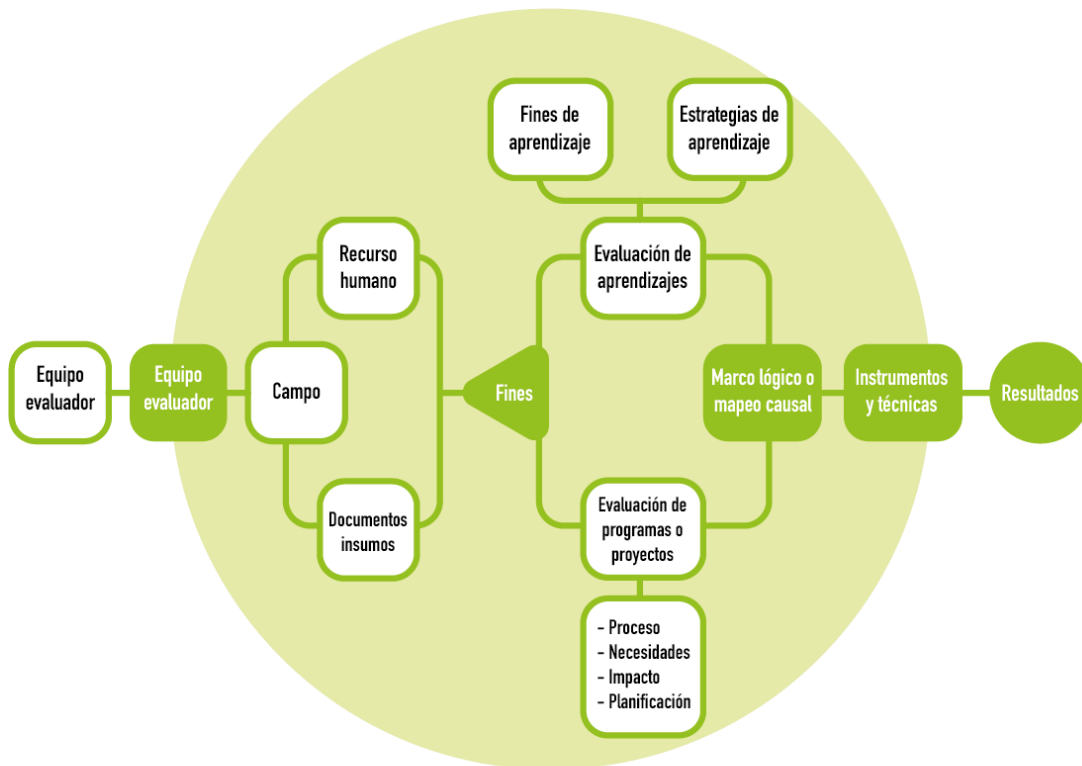 Fines de
aprendizaje
Estrategias de
aprendizaje
Recurso
humano
Evaluación de
aprendizajes
Equipo
evaluador
Equipo
evaluador
Campo
Fines
Marco lógico o
mapeo causal
Instrumentos
y técnicas
Resultados
Documentos
insumos
Evaluación de
programas o
proyectos
- Proceso
- Necesidades
- Impacto
- Planificación